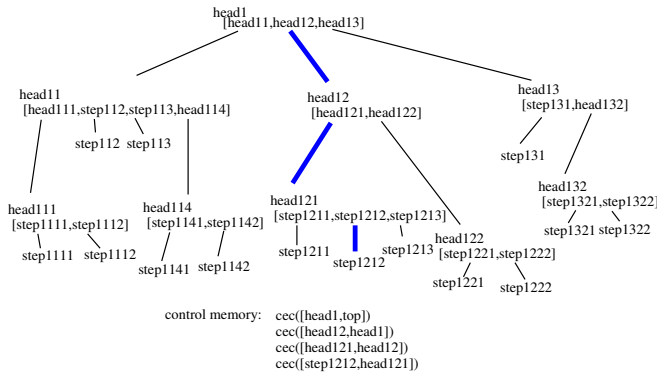 head1
[head11,head12,head13]
head11
[head111,step112,step113,head114]
step112 step113
head12
[head121,head122]
head13
[step131,head132]
step131
head111
[step1111,step1112]
step1111 step1112
head114
[step1141,step1142]
step1141 step1142
head121
[step1211,step1212,step1213]
step1211 step1212 step1213
head122
[step1221,step1222]
step1221 step1222
head132
[step1321,step1322]
step1321 step1322
control memory: cec([head1,top])
cec([head12,head1])
cec([head121,head12])
cec([step1212,head121])